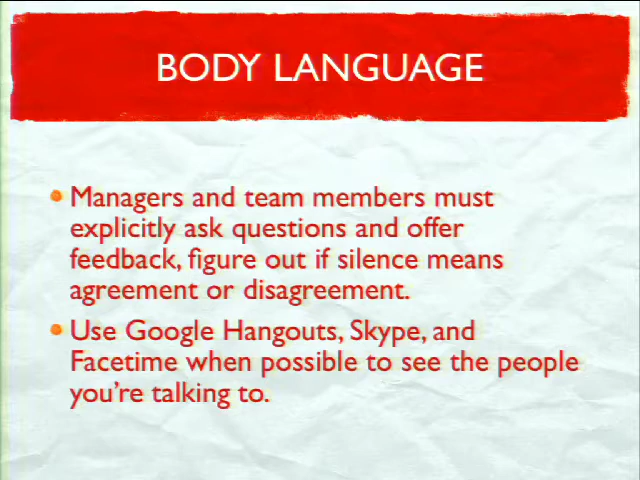 BODY LANGUAGE
Managers and team members must
explicitly ask questions and offer
feedback, figure out if silence means
agreement or disagreement.
Use Google Hangouts, Skype, and
Facetime when possible to see the people
you're talking to.